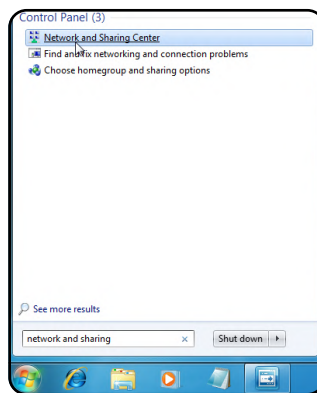 Control Panel (3)
Network and Sharing Center
Find and fix networking and connection problems
Choose homegroup and sharing options
See more results
network and sharing
Shut down